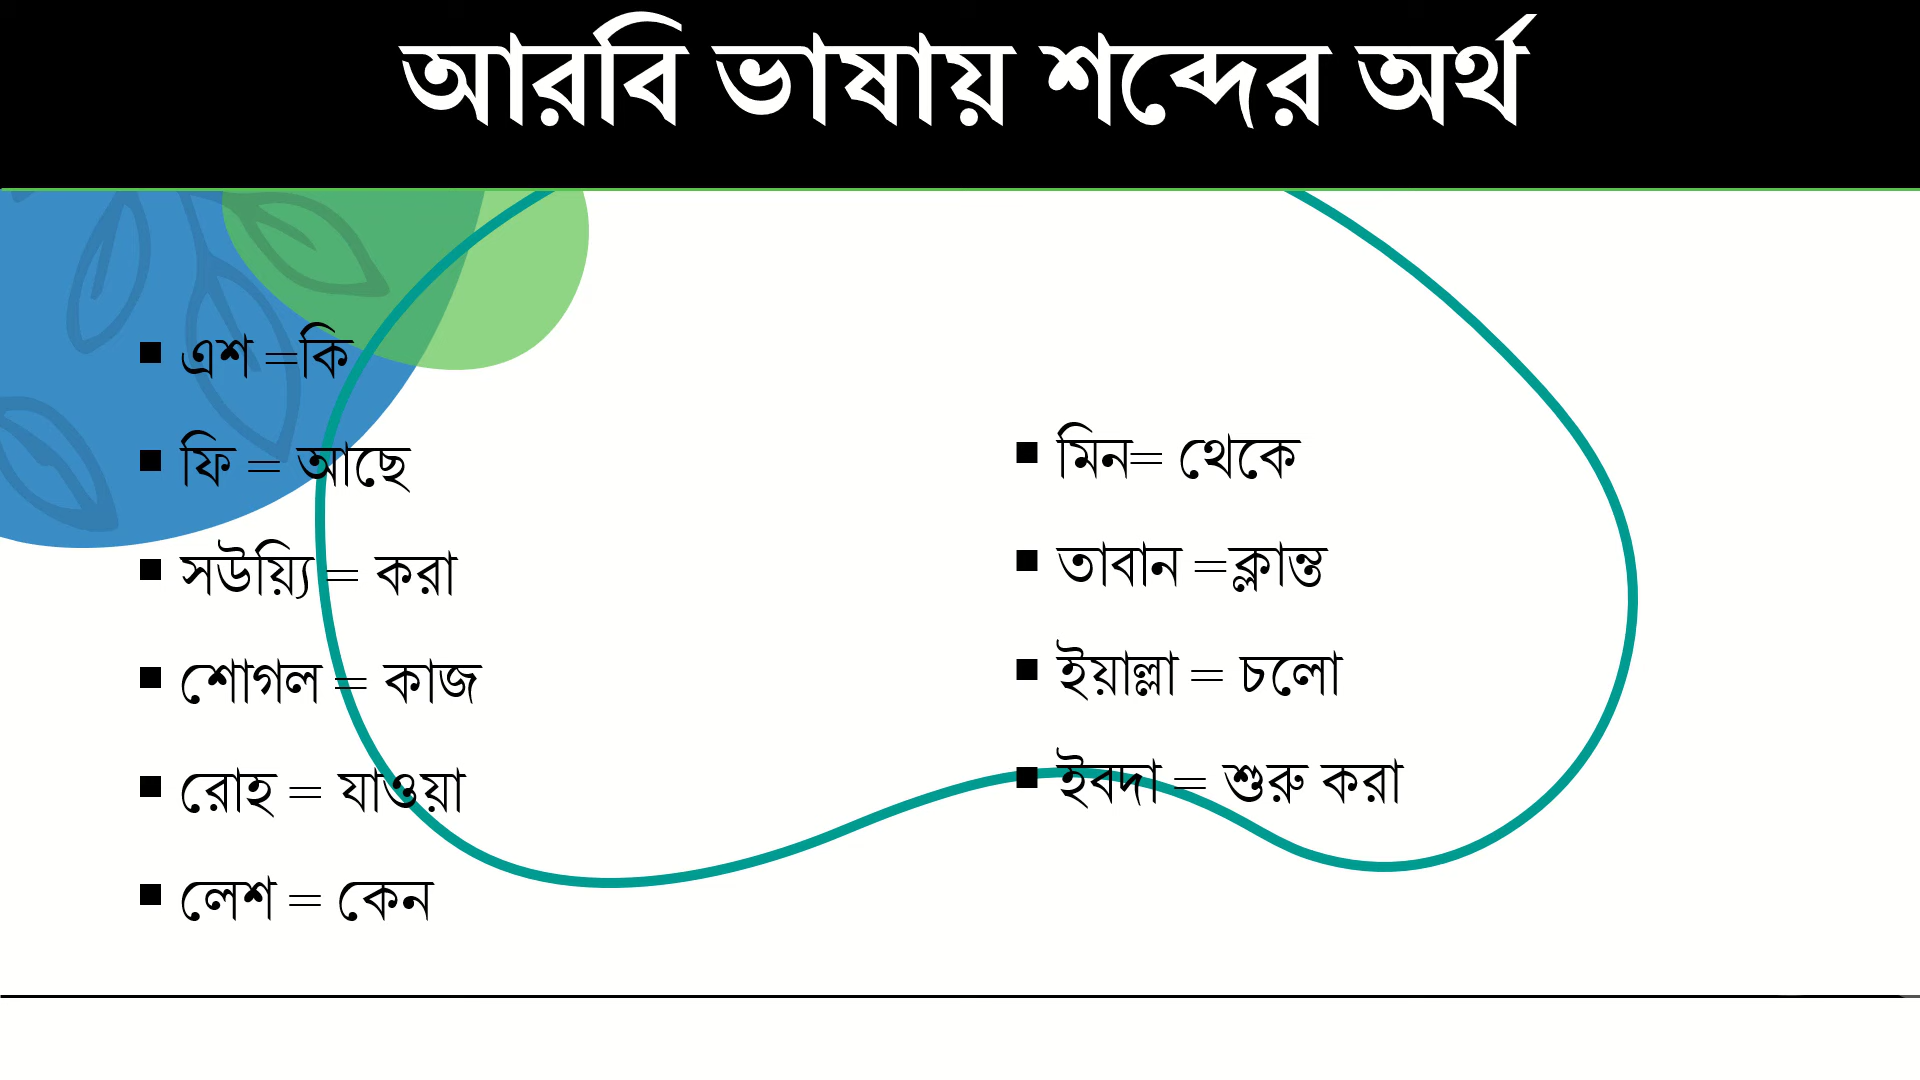 আরবি ভাষায় শব্দের অর্থ
▪ এশ =কি
▪ ফি = আছে
▪ সউয়্যি = করা
▪ শোগল = কাজ
▪ রোহ = যাওয়া
▪ লেশ = কেন
▪ মিন= থেকে
▪ তাবান =ক্লান্ত
▪ ইয়াল্লা = চলো
▪ ইবদা = শুরু করা